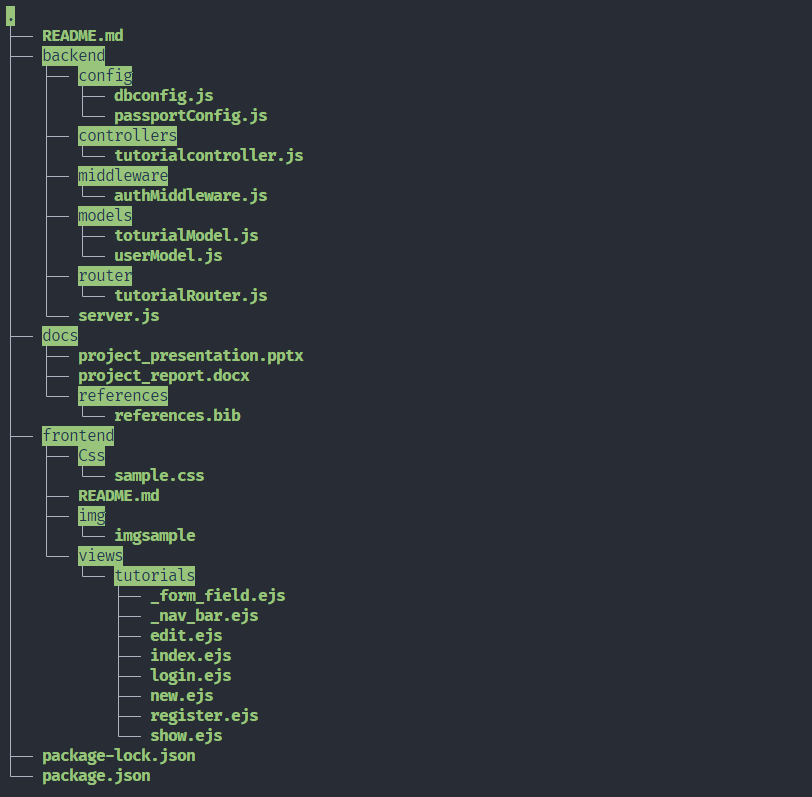 .
├── README.md
├── backend
│   ├── config
│   │   ├── dbconfig.js
│   │   └── passportConfig.js
│   ├── controllers
│   │   └── tutorialcontroller.js
│   ├── middleware
│   │   └── authMiddleware.js
│   ├── models
│   │   ├── toturialModel.js
│   │   └── userModel.js
│   ├── router
│   │   └── tutorialRouter.js
│   └── server.js
├── docs
│   ├── project_presentation.pptx
│   ├── project_report.docx
│   └── references
│       └── references.bib
├── frontend
│   ├── Css
│   │   └── sample.css
│   ├── README.md
│   ├── img
│   │   └── imgsample
│   └── views
│       └── tutorials
│           ├── _form_field.ejs
│           ├── _nav_bar.ejs
│           ├── edit.ejs
│           ├── index.ejs
│           ├── login.ejs
│           ├── new.ejs
│           ├── register.ejs
│           └── show.ejs
├── package-lock.json
└── package.json